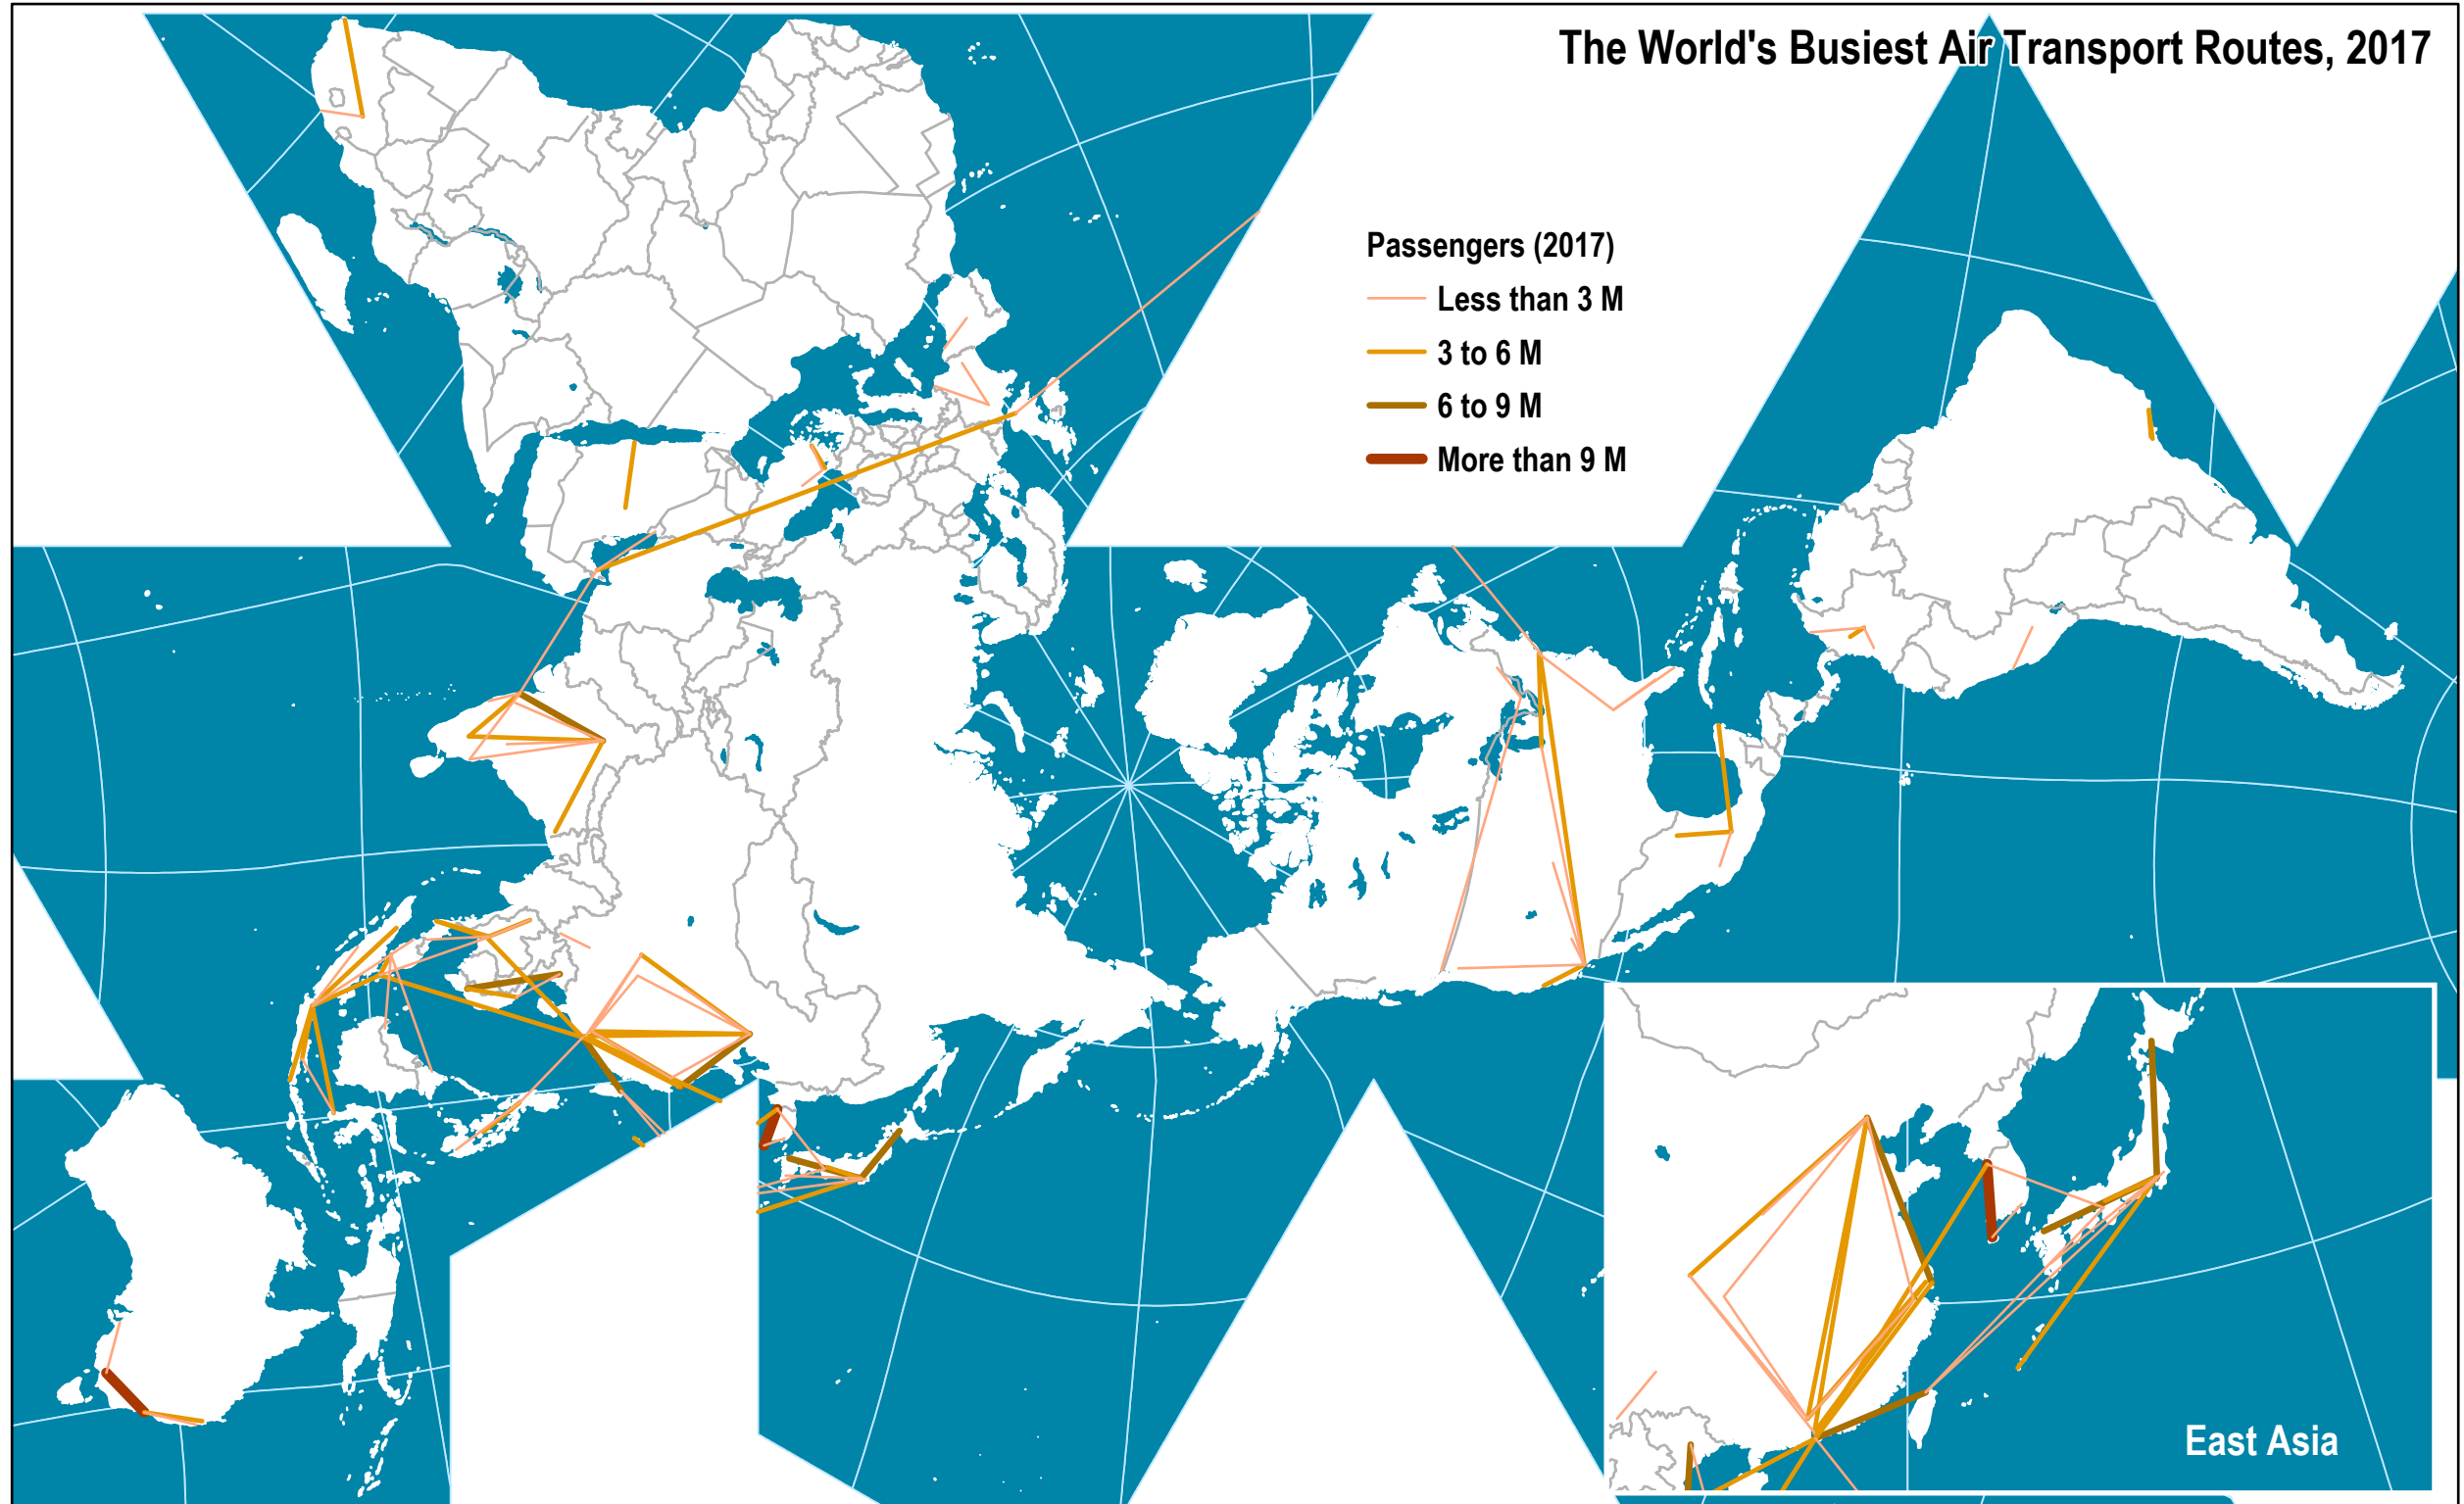 The World's Busiest Air Transport Routes, 2017
Passengers (2017)
Less than 3 M
3 to 6 M
6 to 9 M
More than 9 M
East Asia